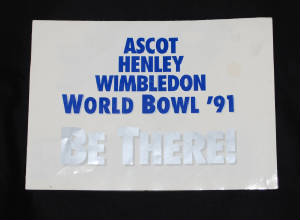 ASCOT
HENLEY
WIMBLEDON
WORLD BOWL '91
BE THERE!